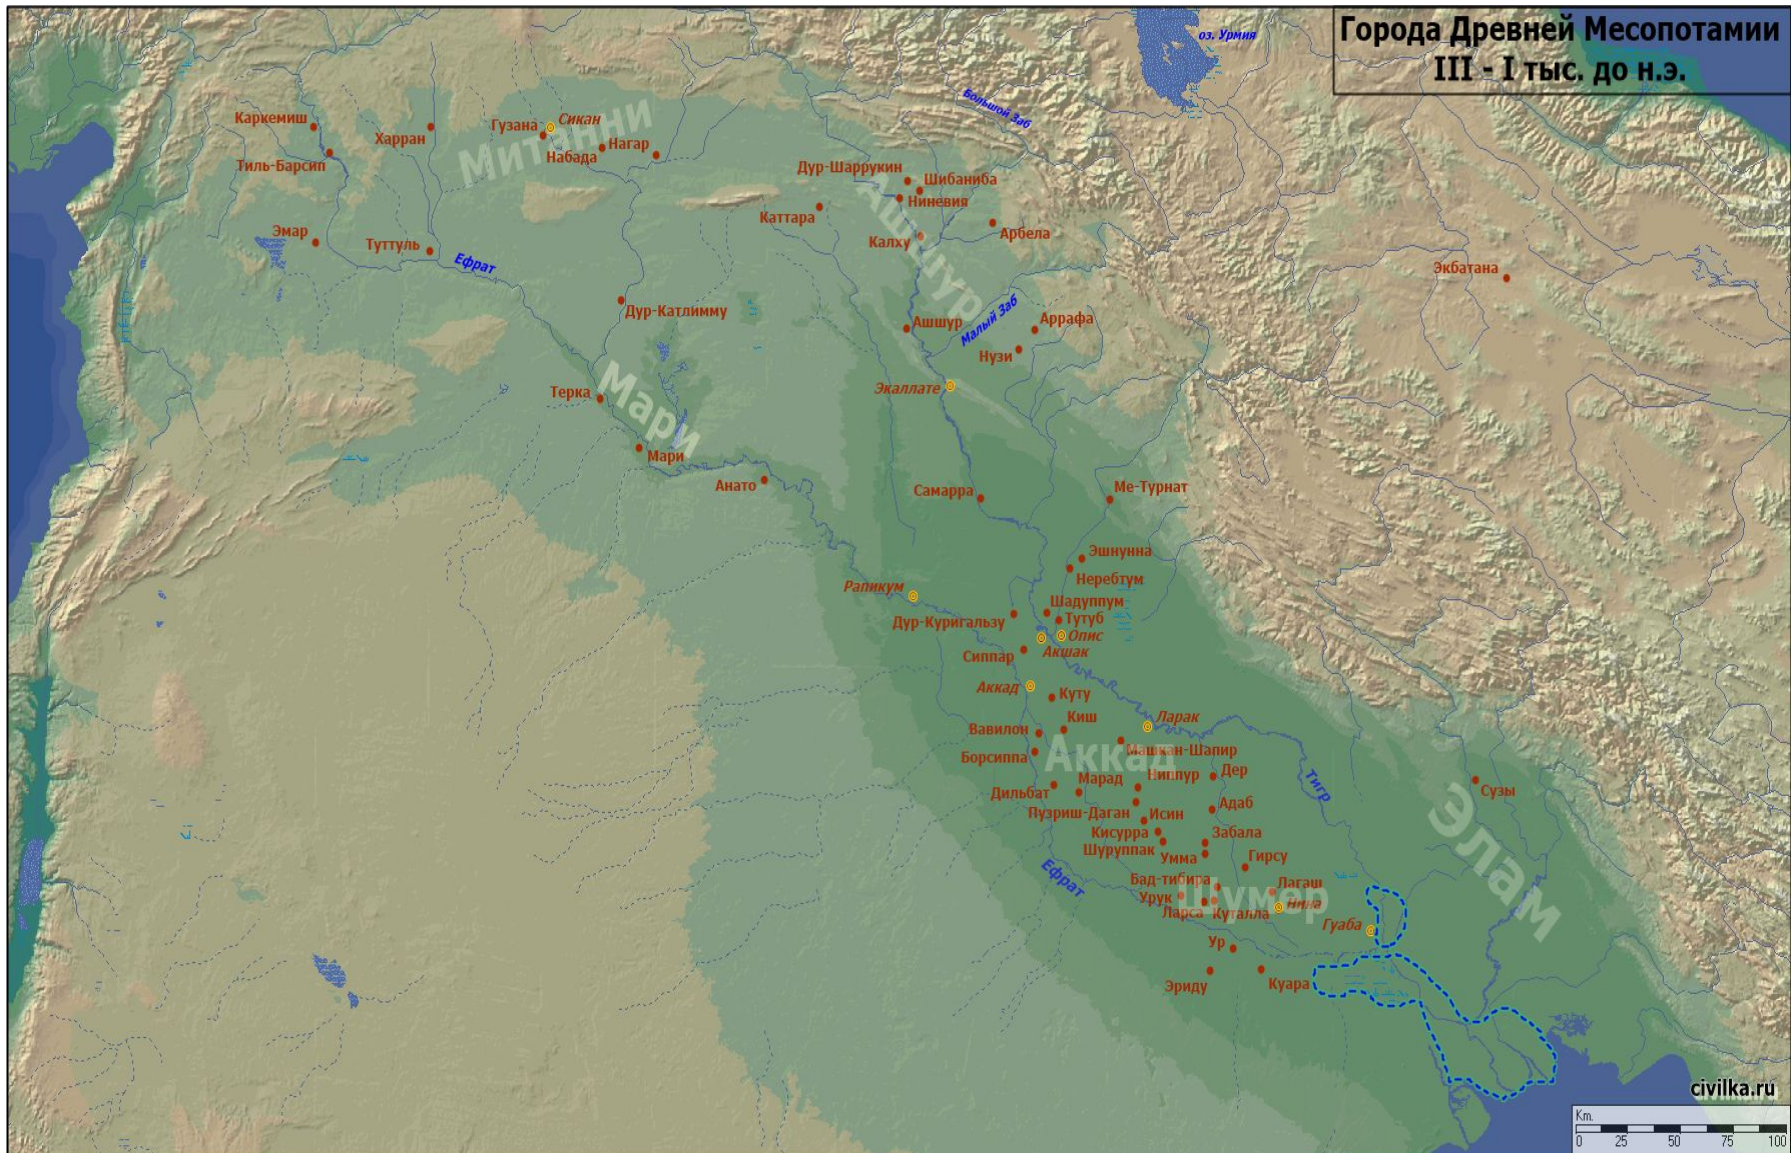 Города Древней Месопотамии
III - I тыс. до н.э.
оз. Урмия
Большой Заб
Каркемиш
Харран
Гузана
Сикан
Митанни
Набада
Нагар
Тиль-Барсип
Дур-Шаррукин
Шибаниба
Ниневия
Каттара
Ашшур
Калху
Арбела
Эмар
Туттуль
Ефрат
Экбатана
Дур-Катлимму
Ашшур
Малый Заб
Аррафа
Нузи
Экаллате
Терка
Мари
Мари
Анато
Самарра
Ме-Турнат
Эшнунна
Неребтум
Рапикум
Шадуппум
Дур-Куригальзу
Тутуб
Опис
Акшак
Сиппар
Аккад
Куту
Киш
Ларак
Вавилон
Борсиппа
Аккад
Машкан-Шапир
Марад
Ниппур
Дер
Тигр
Сузы
Дильбат
Пузриш-Даган
Исин
Адаб
Кисурра
Забала
Шуруппак
Умма
Гирсу
Элам
Ефрат
Бад-тибира
Лагаш
Урук
Шумер
Нина
Ларса
Куталла
Гуаба
Ур
Эриду
Куара
civilka.ru
Km.
0 25 50 75 100